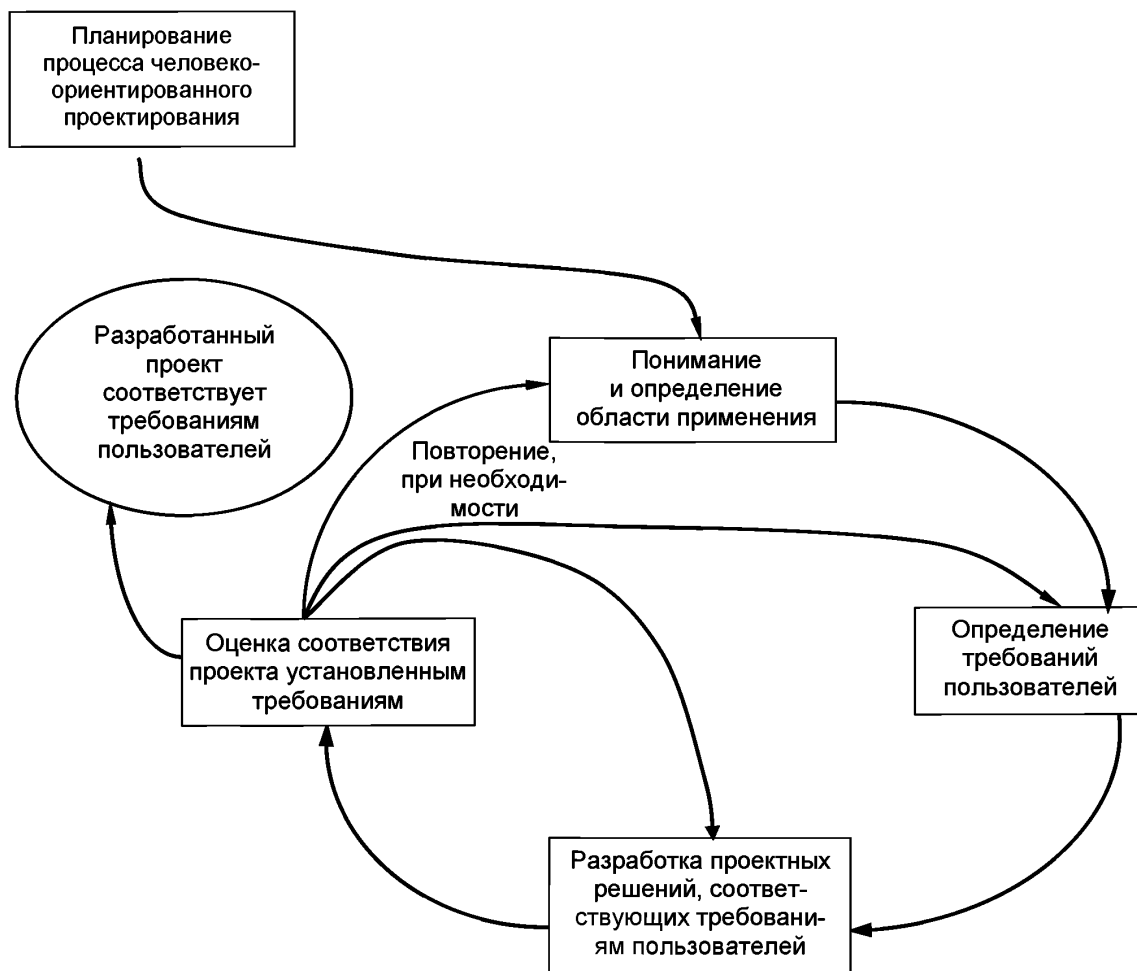 Планирование
процесса человеко-
ориентированного
проектирования
Разработанный
проект
соответствует
требованиям
пользователей
Понимание
и определение
области применения
Повторение,
при необходи-
мости
Оценка соответствия
проекта установленным
требованиям
Определение
требований
пользователей
Разработка проектных
решений, соответ-
ствующих требовани-
ям пользователей